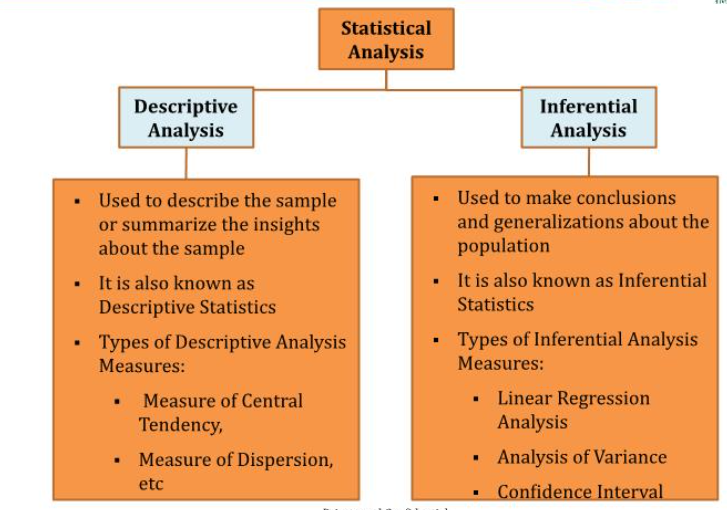 Statistical
Analysis
Descriptive
Analysis
Inferential
Analysis
▪ Used to describe the sample
or summarize the insights
about the sample
▪ It is also known as
Descriptive Statistics
▪ Types of Descriptive Analysis
Measures:
▪ Measure of Central
Tendency,
▪ Measure of Dispersion,
etc
▪ Used to make conclusions
and generalizations about the
population
▪ It is also known as Inferential
Statistics
▪ Types of Inferential Analysis
Measures:
▪ Linear Regression
Analysis
▪ Analysis of Variance
▪ Confidence Interval